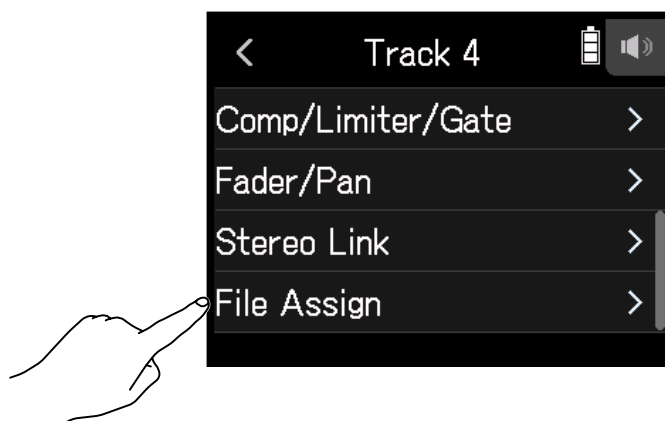 Track 4
Comp/Limiter/Gate
Fader/Pan
Stereo Link
File Assign